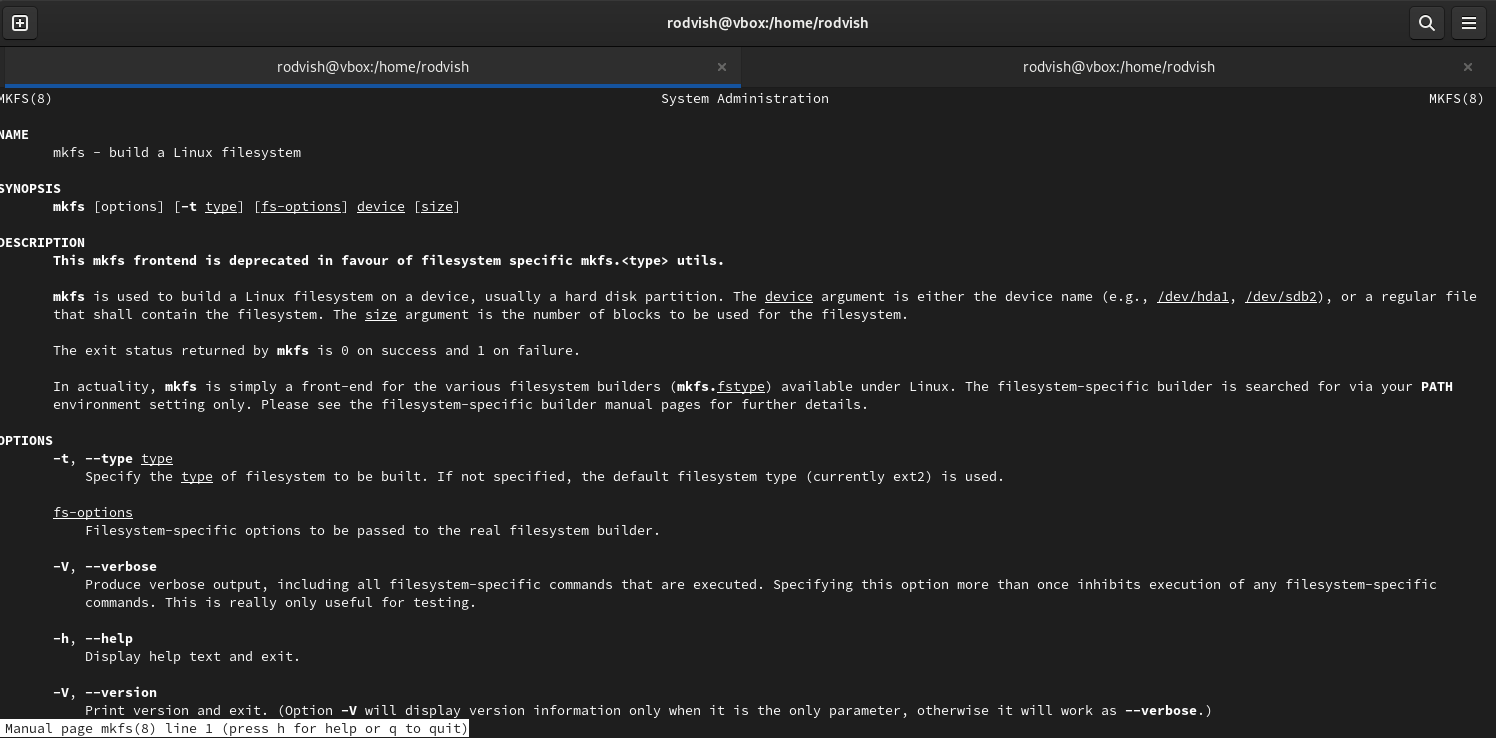 rodvish@vbox:/home/rodvish
rodvish@vbox:/home/rodvish × rodvish@vbox:/home/rodvish ×
MKFS(8) System Administration MKFS(8)
NAME
mkfs - build a Linux filesystem
SYNOPSIS
mkfs [options] [-t type] [fs-options] device [size]
DESCRIPTION
This mkfs frontend is deprecated in favour of filesystem specific mkfs.<type> utils.
mkfs is used to build a Linux filesystem on a device, usually a hard disk partition. The device argument is either the device name (e.g., /dev/hda1, /dev/sdb2), or a regular file
that shall contain the filesystem. The size argument is the number of blocks to be used for the filesystem.
The exit status returned by mkfs is 0 on success and 1 on failure.
In actuality, mkfs is simply a front-end for the various filesystem builders (mkfs.fstype) available under Linux. The filesystem-specific builder is searched for via your PATH
environment setting only. Please see the filesystem-specific builder manual pages for further details.
OPTIONS
-t, --type type
Specify the type of filesystem to be built. If not specified, the default filesystem type (currently ext2) is used.
fs-options
Filesystem-specific options to be passed to the real filesystem builder.
-V, --verbose
Produce verbose output, including all filesystem-specific commands that are executed. Specifying this option more than once inhibits execution of any filesystem-specific
commands. This is really only useful for testing.
-h, --help
Display help text and exit.
-V, --version
Print version and exit. (Option -V will display version information only when it is the only parameter, otherwise it will work as --verbose.)
Manual page mkfs(8) line 1 (press h for help or q to quit)